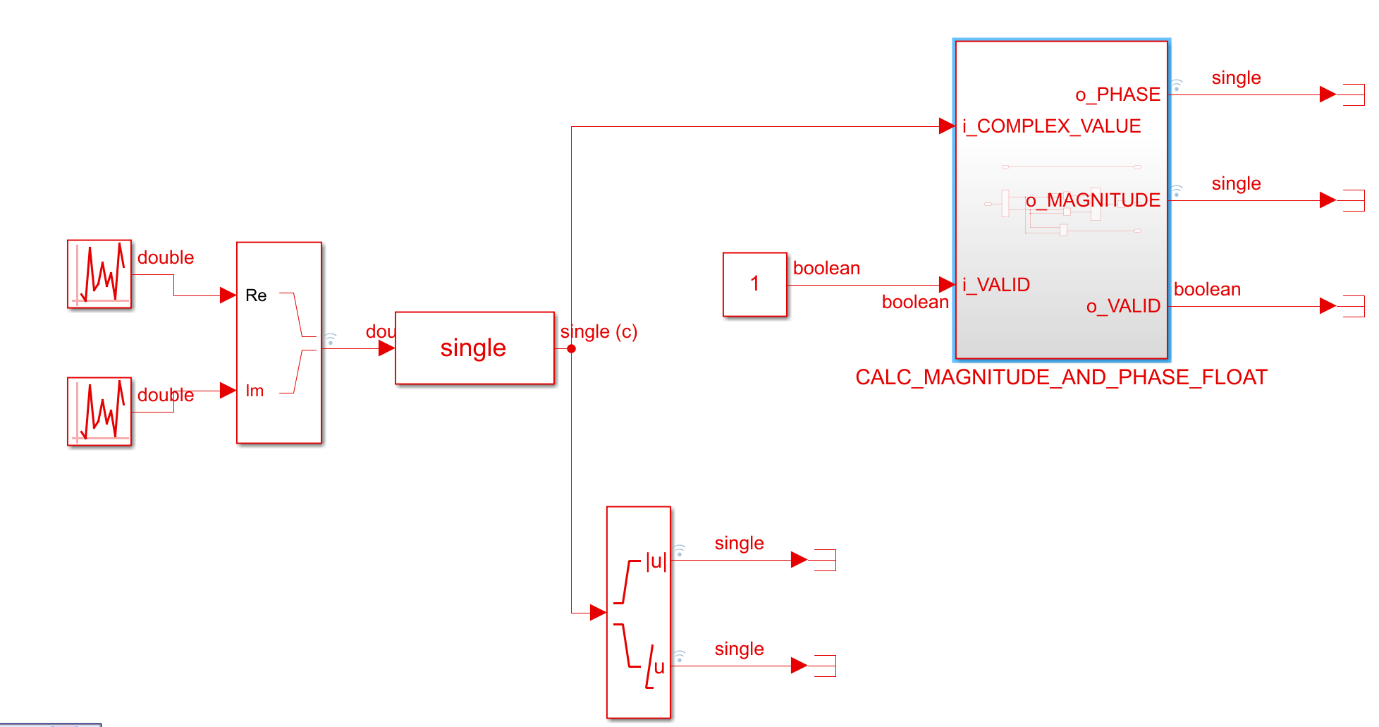 single
o_PHASE
i_COMPLEX_VALUE
single
o_MAGNITUDE
double
Re
1
boolean
boolean
i_VALID
boolean
o_VALID
dou
single
single (c)
CALC_MAGNITUDE_AND_PHASE_FLOAT
double
Im
single
|u|
single
u